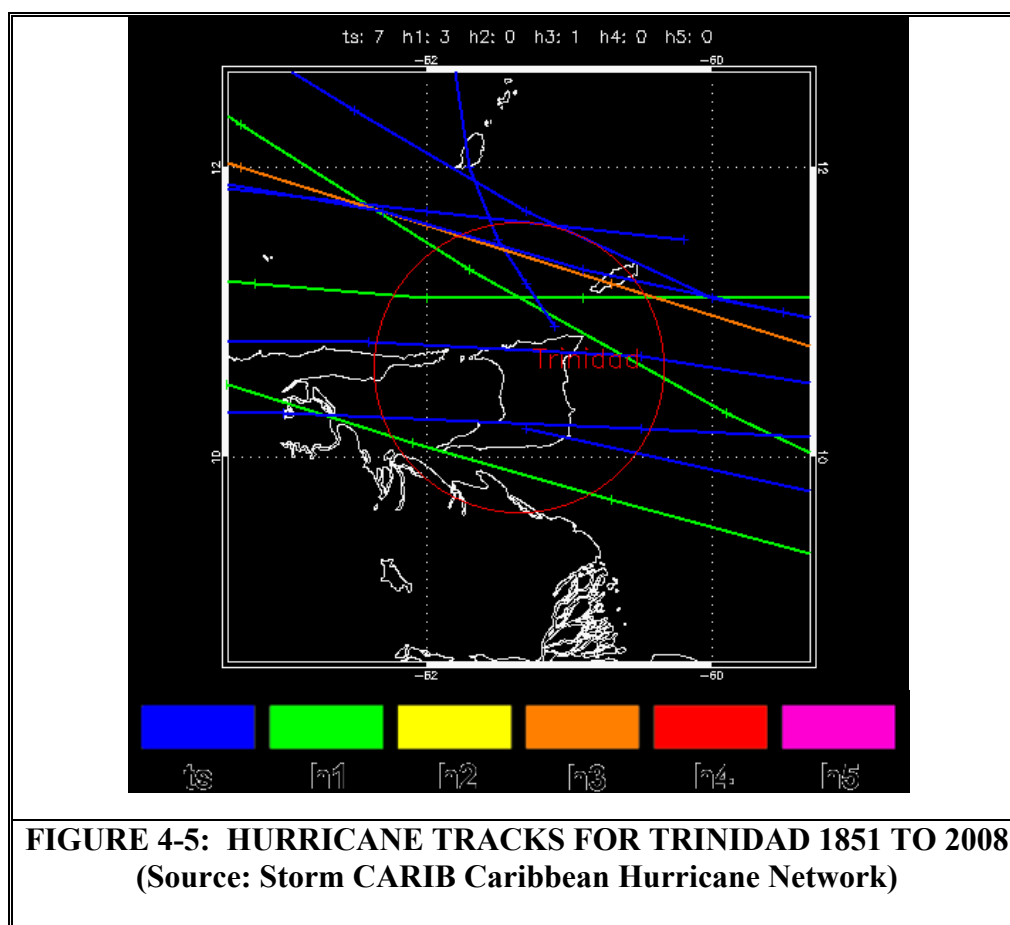 ts: 7 h1: 3 h2: 0 h3: 1 h4: 0 h5: 0
-62 -60
12 12
Trinidad
10 10
-62 -60
ts h1 h2 h3 h4. h5
FIGURE 4-5: HURRICANE TRACKS FOR TRINIDAD 1851 TO 2008
(Source: Storm CARIB Caribbean Hurricane Network)